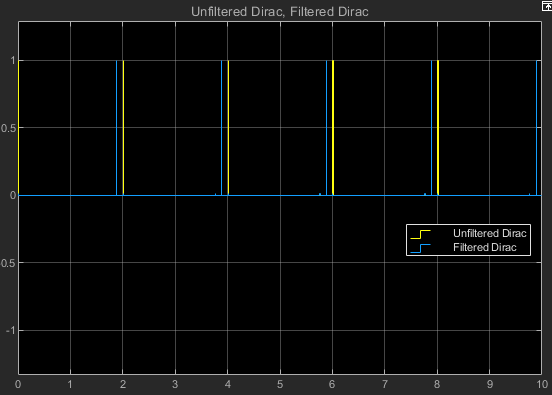 Unfiltered Dirac, Filtered Dirac
1
0.5
0
Unfiltered Dirac
Filtered Dirac
-0.5
-1
0 1 2 3 4 5 6 7 8 9 10